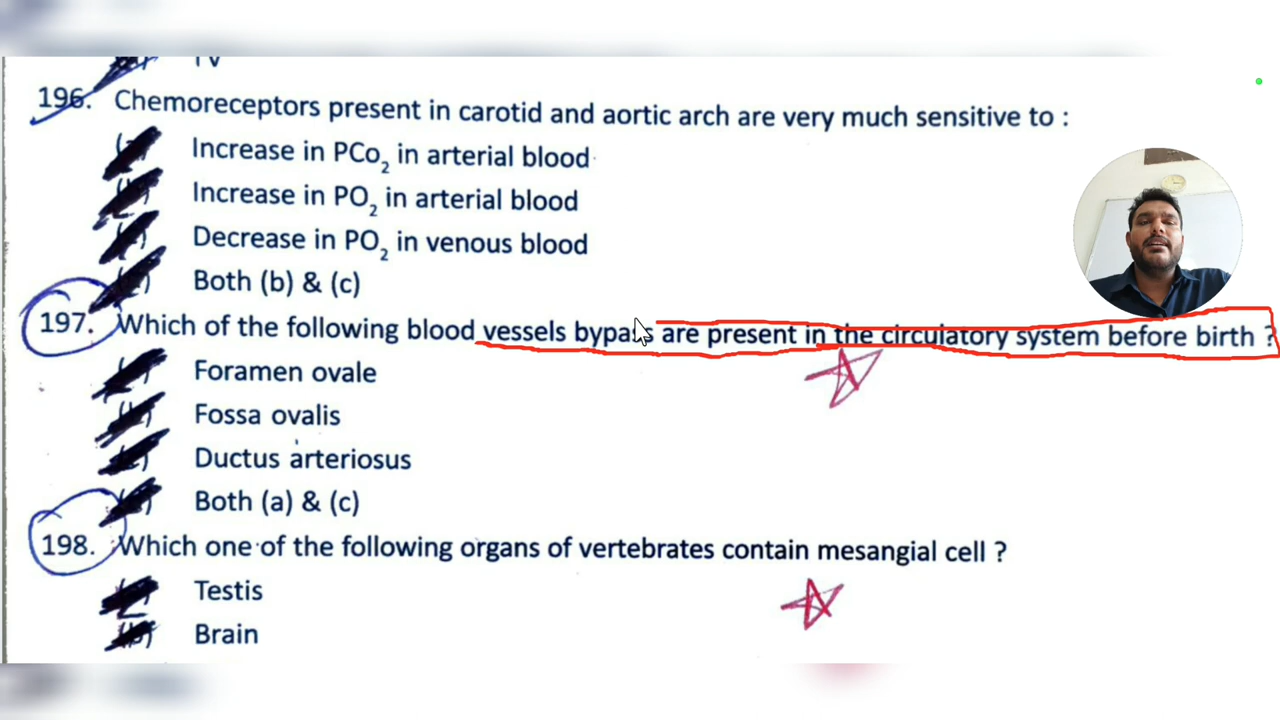 196. Chemoreceptors present in carotid and aortic arch are very much sensitive to :
Increase in PCo₂ in arterial blood
Increase in PO₂ in arterial blood
Decrease in PO₂ in venous blood
Both (b) & (c)
197. Which of the following blood vessels bypass are present in the circulatory system before birth ?
Foramen ovale
Fossa ovalis
Ductus arteriosus
Both (a) & (c)
198. Which one of the following organs of vertebrates contain mesangial cell ?
Testis
Brain